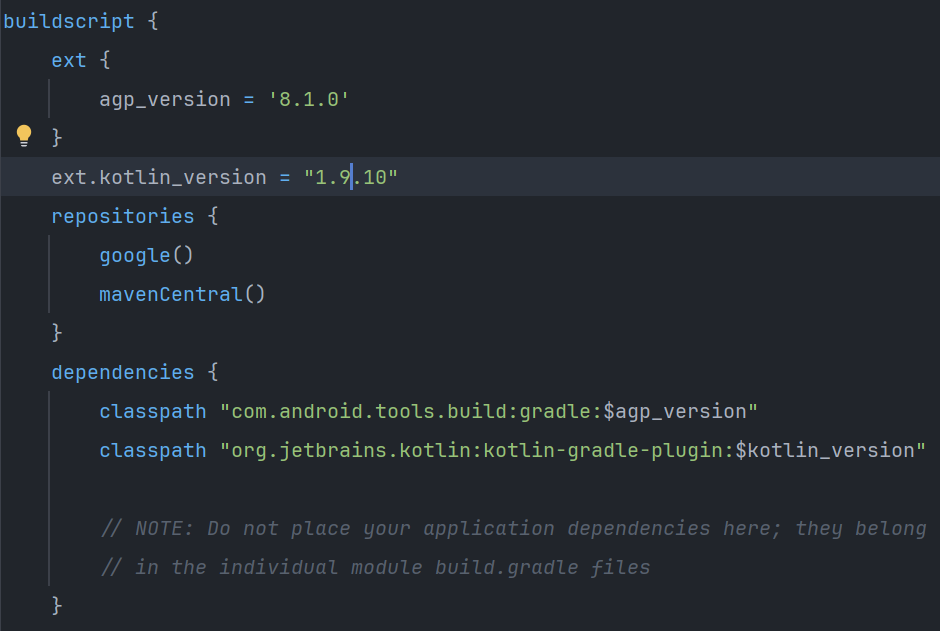 buildscript {
    ext {
        agp_version = '8.1.0'
    }
    ext.kotlin_version = "1.9.10"
    repositories {
        google()
        mavenCentral()
    }
    dependencies {
        classpath "com.android.tools.build:gradle:$agp_version"
        classpath "org.jetbrains.kotlin:kotlin-gradle-plugin:$kotlin_version"
        // NOTE: Do not place your application dependencies here; they belong
        // in the individual module build.gradle files
    }